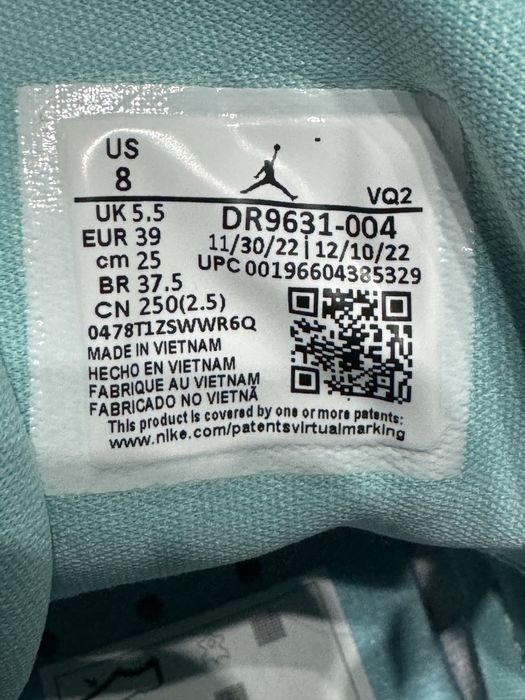 US
8
VQ2
UK 5.5
EUR 39
cm 25
BR 37.5
CN 250(2.5)
0478T1ZSWWR6Q
DR9631-004
11/30/22 | 12/10/22
UPC 00196604385329
MADE IN VIETNAM
HECHO EN VIETNAM
FABRIQUE AU VIETNAM
FABRICADO NO VIETNÃ
This product is covered by one or more patents:
www.nike.com/patentsvirtualmarking